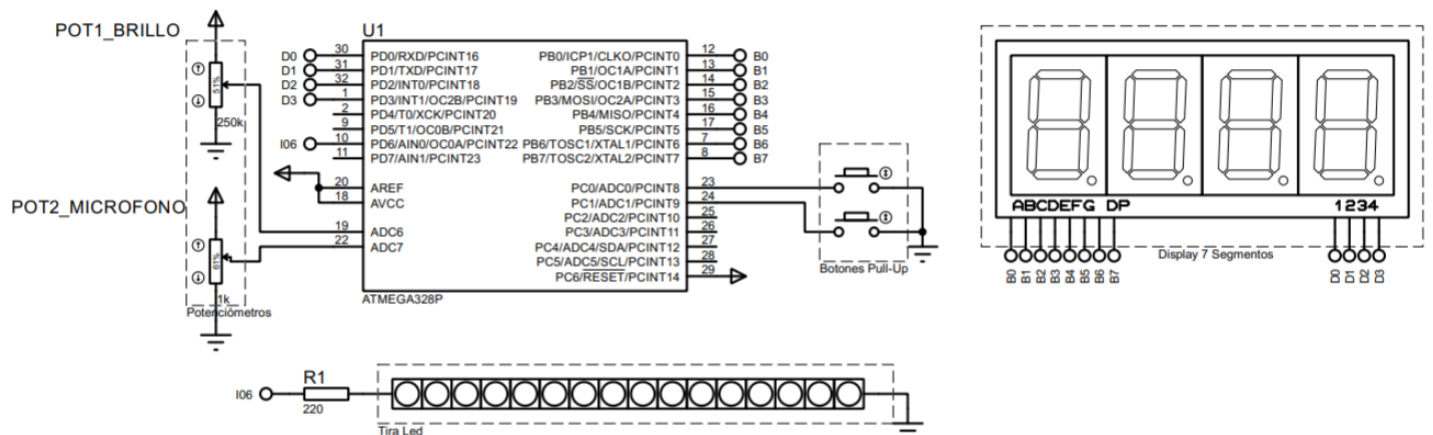 POT1_BRILLO
51%
250k
POT2_MICROFONO
61%
1k
Potenciómetros
U1
D0 30 PD0/RXD/PCINT16
D1 31 PD1/TXD/PCINT17
D2 32 PD2/INT0/PCINT18
D3 1 PD3/INT1/OC2B/PCINT19
2 PD4/T0/XCK/PCINT20
9 PD5/T1/OC0B/PCINT21
I06 10 PD6/AIN0/OC0A/PCINT22
11 PD7/AIN1/PCINT23
20 AREF
18 AVCC
19 ADC6
22 ADC7
PB0/ICP1/CLKO/PCINT0 12 B0
PB1/OC1A/PCINT1 13 B1
PB2/SS/OC1B/PCINT2 14 B2
PB3/MOSI/OC2A/PCINT3 15 B3
PB4/MISO/PCINT4 16 B4
PB5/SCK/PCINT5 17 B5
PB6/TOSC1/XTAL1/PCINT6 7 B6
PB7/TOSC2/XTAL2/PCINT7 8 B7
PC0/ADC0/PCINT8 23
PC1/ADC1/PCINT9 24
PC2/ADC2/PCINT10 25
PC3/ADC3/PCINT11 26
PC4/ADC4/SDA/PCINT12 27
PC5/ADC5/SCL/PCINT13 28
PC6/RESET/PCINT14 29
ATMEGA328P
Botones Pull-Up
ABCDEFG DP 1234
Display 7 Segmentos
B0 B1 B2 B3 B4 B5 B6 B7 D0 D1 D2 D3
I06
R1
220
Tira Led